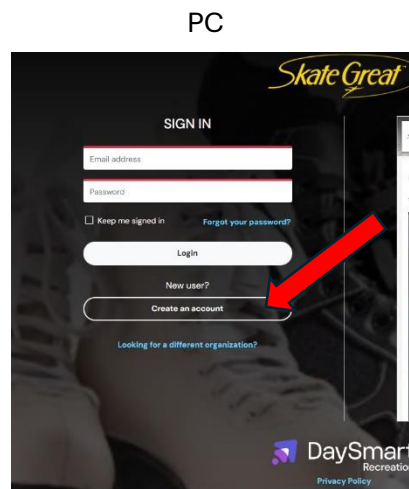 PC
Skate Great
SIGN IN
Email address
Password
Keep me signed in
Forgot your password?
Login
New user?
Create an account
Looking for a different organization?
DaySmart
Recreation
Privacy Policy